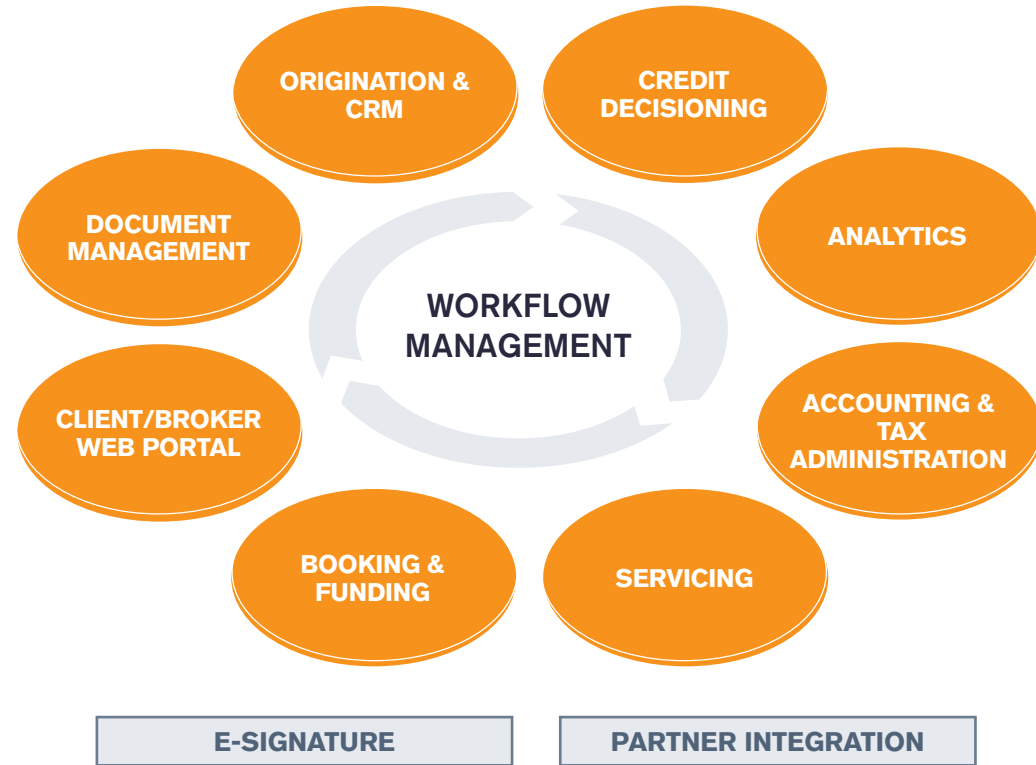 ORIGINATION &
CRM
CREDIT
DECISIONING
DOCUMENT
MANAGEMENT
ANALYTICS
WORKFLOW
MANAGEMENT
CLIENT/BROKER
WEB PORTAL
ACCOUNTING &
TAX
ADMINISTRATION
BOOKING &
FUNDING
SERVICING
E-SIGNATURE
PARTNER INTEGRATION